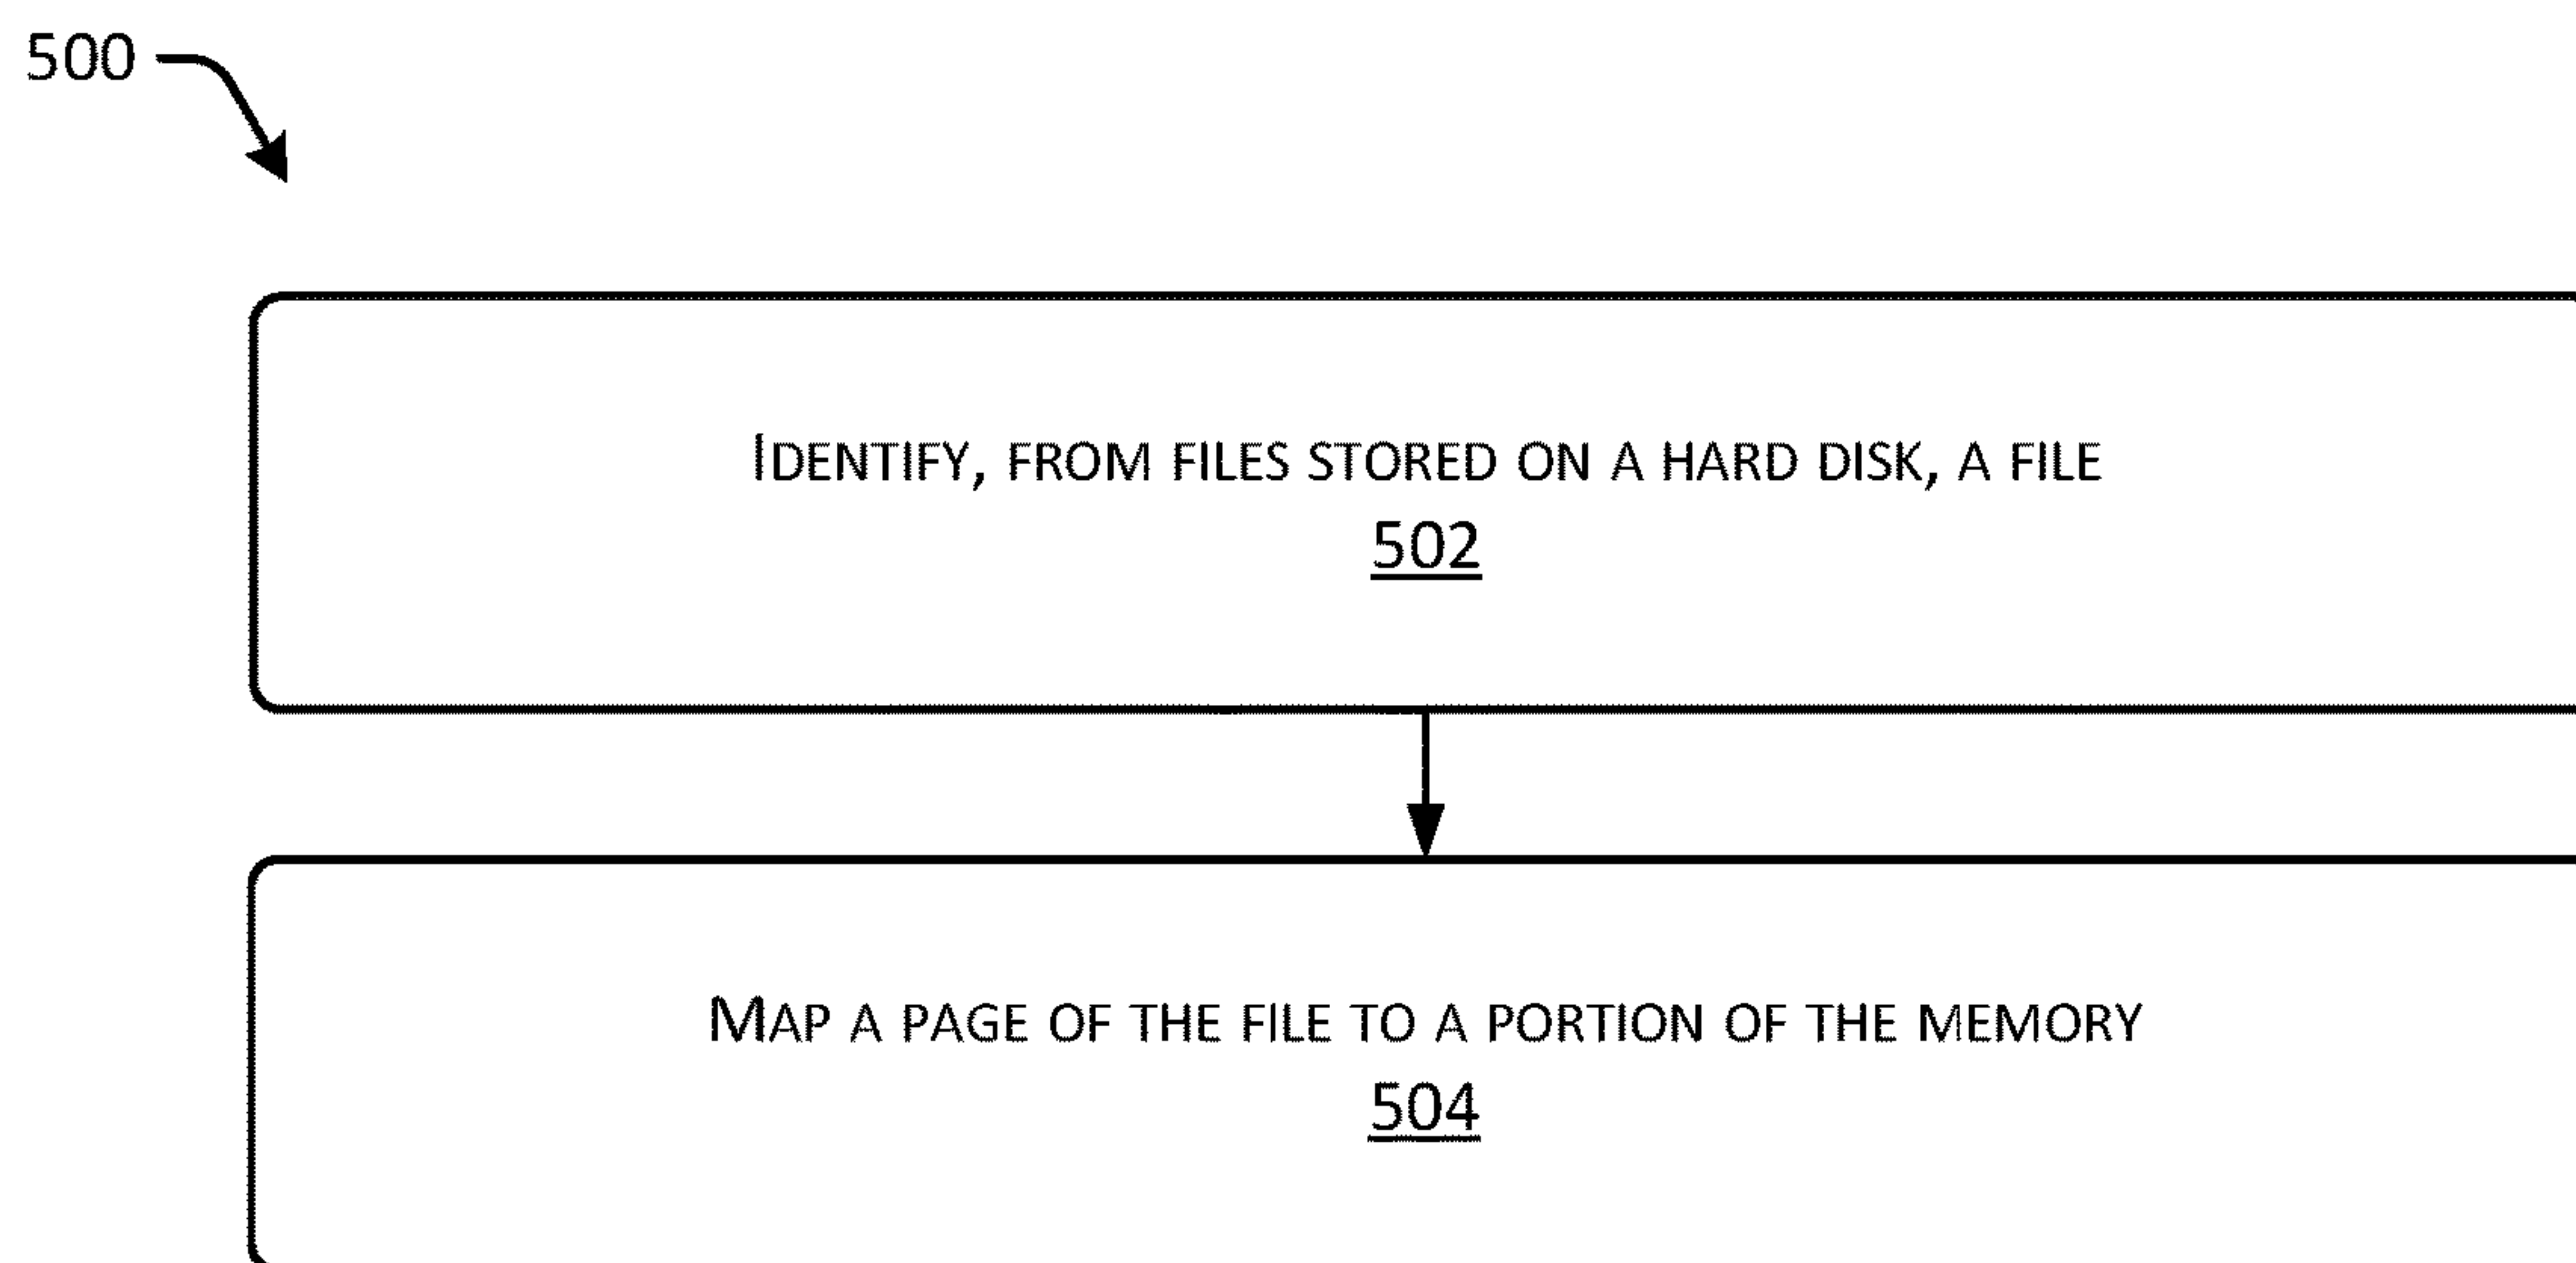 500
Identify, from files stored on a hard disk, a file
502
Map a page of the file to a portion of the memory
504